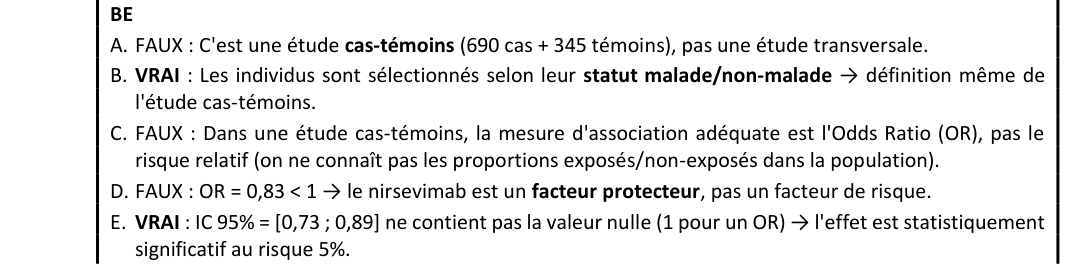 BE
A. FAUX : C'est une étude cas-témoins (690 cas + 345 témoins), pas une étude transversale.
B. VRAI : Les individus sont sélectionnés selon leur statut malade/non-malade → définition même de
l'étude cas-témoins.
C. FAUX : Dans une étude cas-témoins, la mesure d'association adéquate est l'Odds Ratio (OR), pas le
risque relatif (on ne connaît pas les proportions exposés/non-exposés dans la population).
D. FAUX : OR = 0,83 < 1 → le nirsevimab est un facteur protecteur, pas un facteur de risque.
E. VRAI : IC 95% = [0,73 ; 0,89] ne contient pas la valeur nulle (1 pour un OR) → l'effet est statistiquement
significatif au risque 5%.